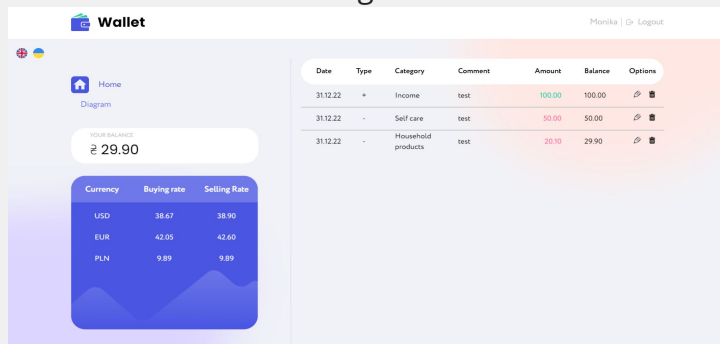 Wallet
Monika | Logout
Home
Diagram
YOUR BALANCE
₴ 29.90
Currency Buying rate Selling Rate
USD 38.67 38.90
EUR 42.05 42.60
PLN 9.89 9.89
Date Type Category Comment Amount Balance Options
31.12.22 + Income test 100.00 100.00
31.12.22 - Self care test 50.00 50.00
31.12.22 - Household products test 20.10 29.90